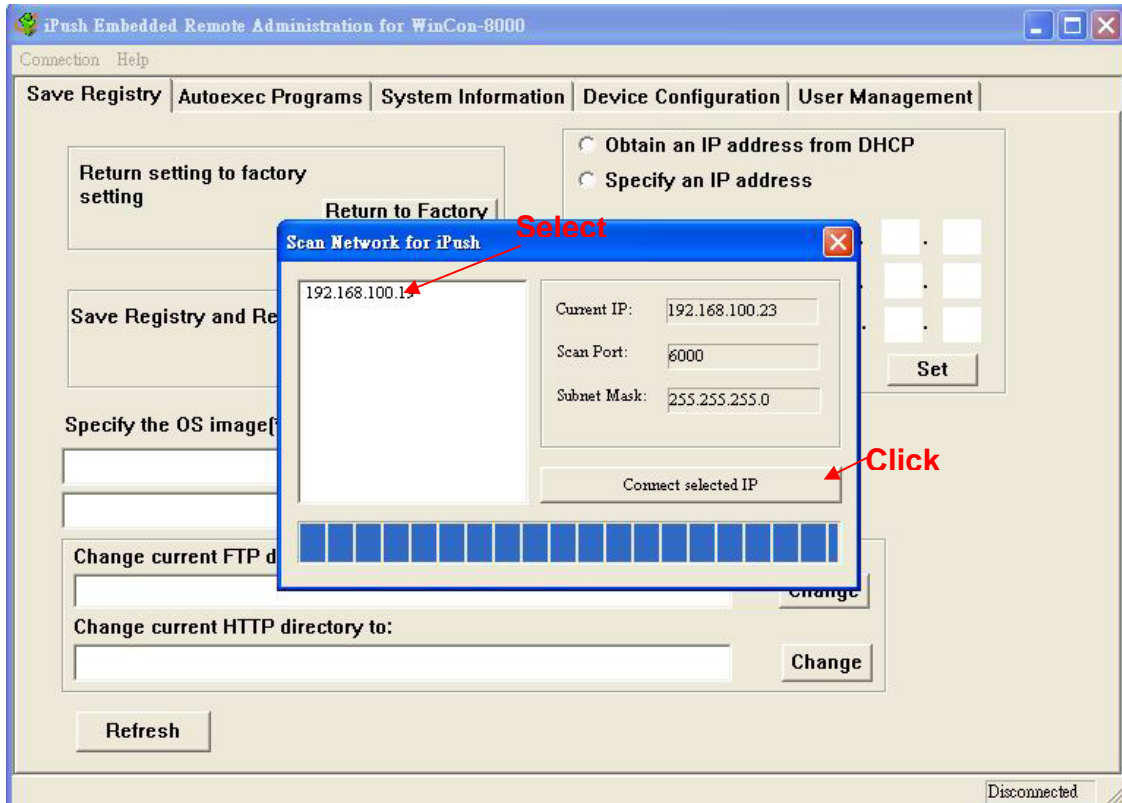 iPush Embedded Remote Administration for WinCon-8000
Connection Help
Save Registry Autoexec Programs System Information Device Configuration User Management
Return setting to factory
setting
Return to Factory
Obtain an IP address from DHCP
Specify an IP address
Select
Scan Network for iPush
Current IP: 192.168.100.23
Scan Port: 6000
Subnet Mask: 255.255.255.0
Click
Connect selected IP
Save Registry and Re
Set
Specify the OS image(
Change current FTP d
Change
Change current HTTP directory to:
Change
Refresh
Disconnected